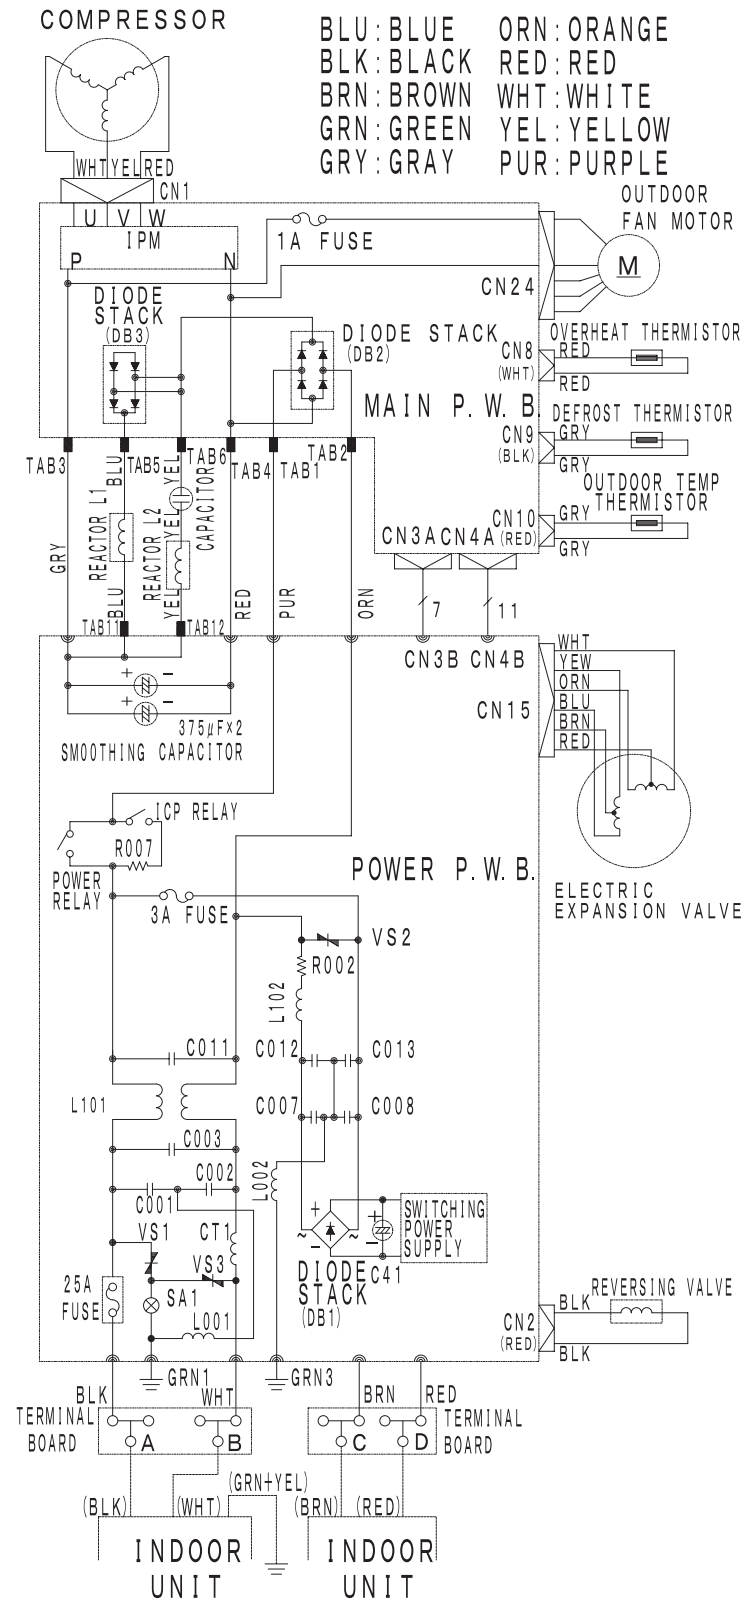 COMPRESSOR
BLU:BLUE ORN:ORANGE
BLK:BLACK RED:RED
BRN:BROWN WHT:WHITE
GRN:GREEN YEL:YELLOW
GRY:GRAY PUR:PURPLE
WHT YEL RED
CN1
U V W
IPM
P N
1A FUSE
OUTDOOR
FAN MOTOR
M
CN24
DIODE
STACK
(DB3)
DIODE STACK
(DB2)
OVERHEAT THERMISTOR
CN8
(WHT)
RED
RED
MAIN P.W.B.
DEFROST THERMISTOR
CN9
(BLK)
GRY
GRY
OUTDOOR TEMP
THERMISTOR
CN10
(RED)
GRY
GRY
TAB3 TAB5 TAB6 TAB4 TAB1 TAB2
BLU
YEL
REACTOR L1
REACTOR L2
YEL
CAPACITOR
GRY
BLU
YEL
RED
PUR
ORN
CN3A CN4A
7 11
TAB11 TAB12
CN3B CN4B
375μF×2
SMOOTHING CAPACITOR
+ -
+ -
CN15
WHT
YEW
ORN
BLU
BRN
RED
ELECTRIC
EXPANSION VALVE
ICP RELAY
R007
POWER
RELAY
POWER P.W.B.
3A FUSE
VS2
R002
L102
C011
C012 C013
L101
C007 C008
C003
C002
L002
C001
CT1
VS1
VS3
SA1
L001
25A
FUSE
+
-
~ ~
DIODE
STACK
(DB1)
+
-
C41
SWITCHING
POWER
SUPPLY
REVERSING VALVE
CN2
(RED)
BLK
BLK
GRN1 GRN3
BLK WHT BRN RED
TERMINAL
BOARD
A B C D
TERMINAL
BOARD
(BLK) (WHT) (GRN+YEL) (BRN) (RED)
INDOOR
UNIT
INDOOR
UNIT